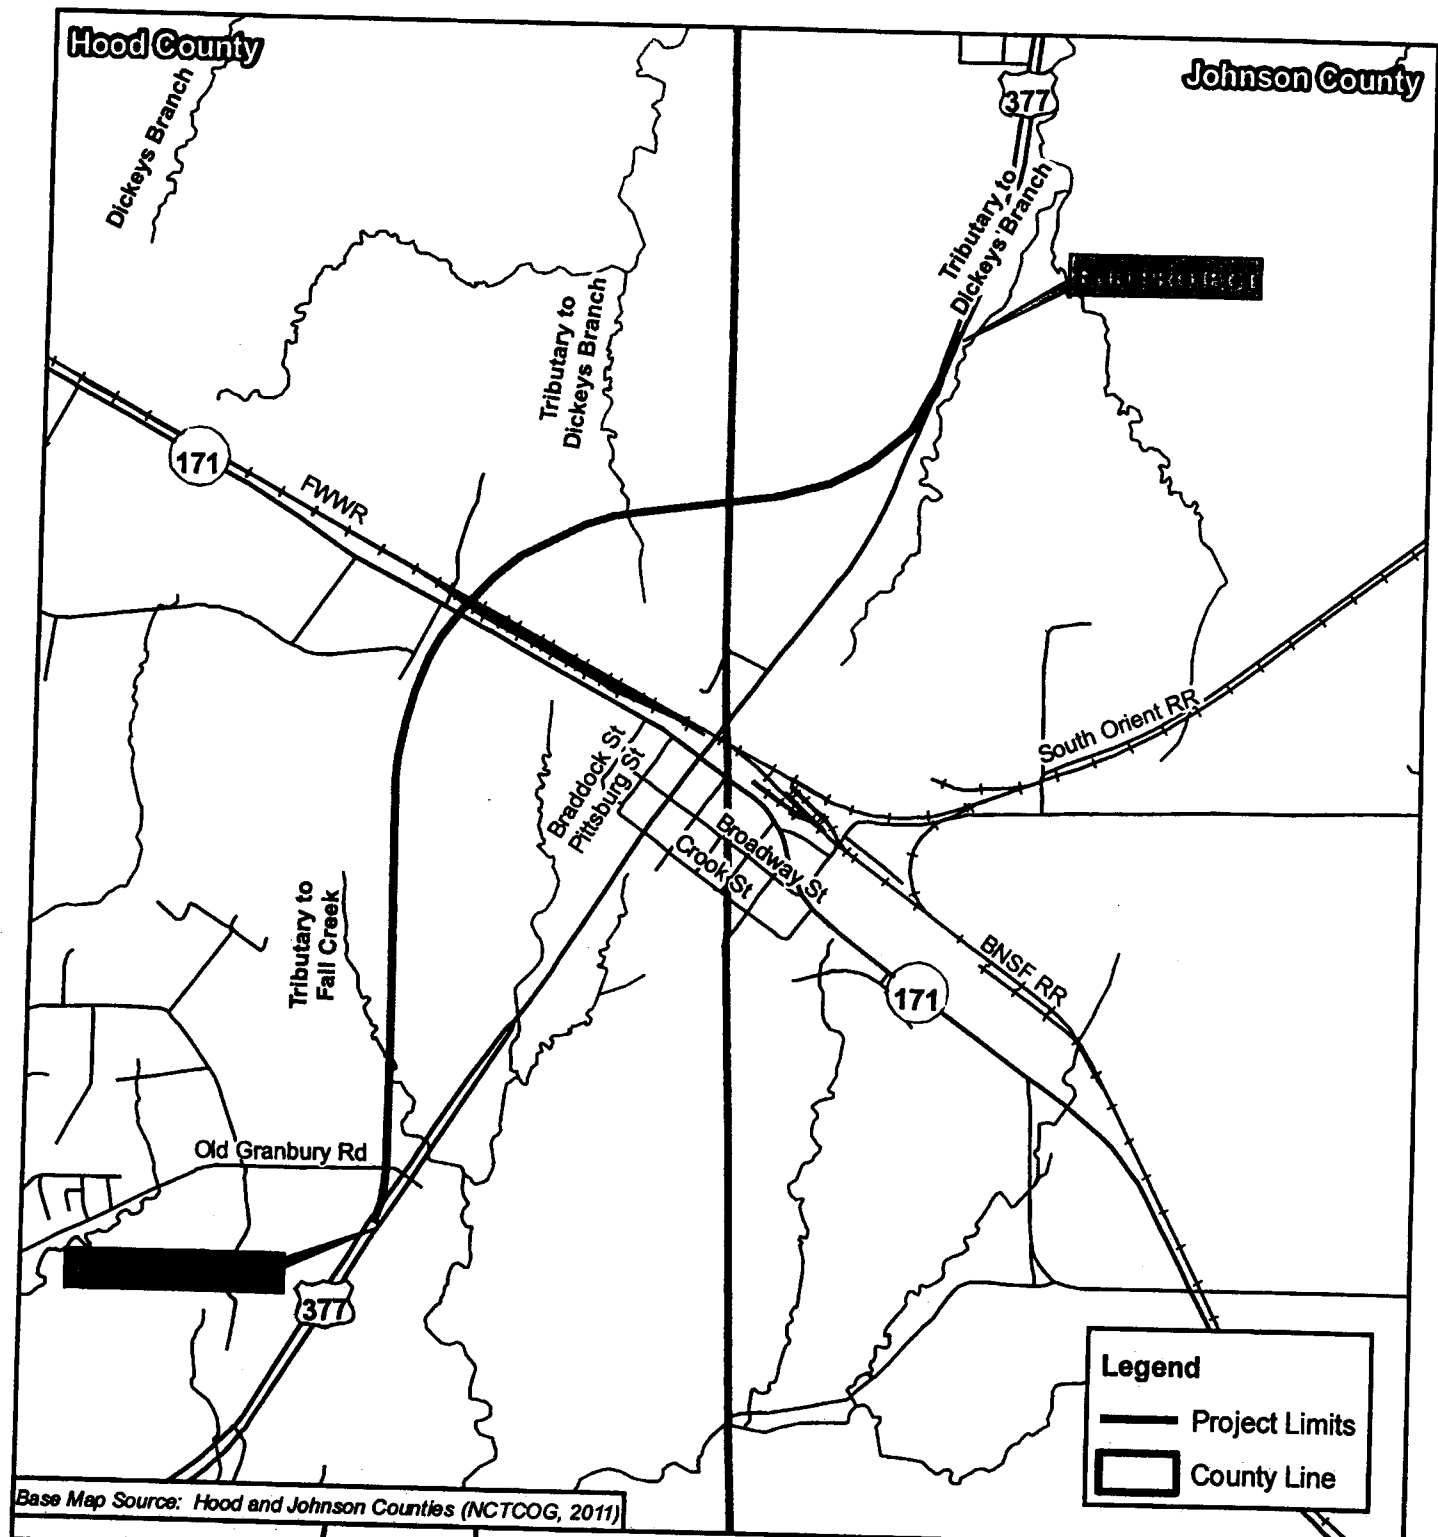 Hood County
Johnson County
377
Dickeys Branch
Tributary to
Dickeys Branch
Tributary to
Dickeys Branch
171
FWWR
South Orient RR
Braddock St
Pittsburg St
Broadway St
Crook St
Tributary to
Fall Creek
BNSF RR
171
Old Granbury Rd
377
Legend
Project Limits
County Line
Base Map Source: Hood and Johnson Counties (NCTCOG, 2011)